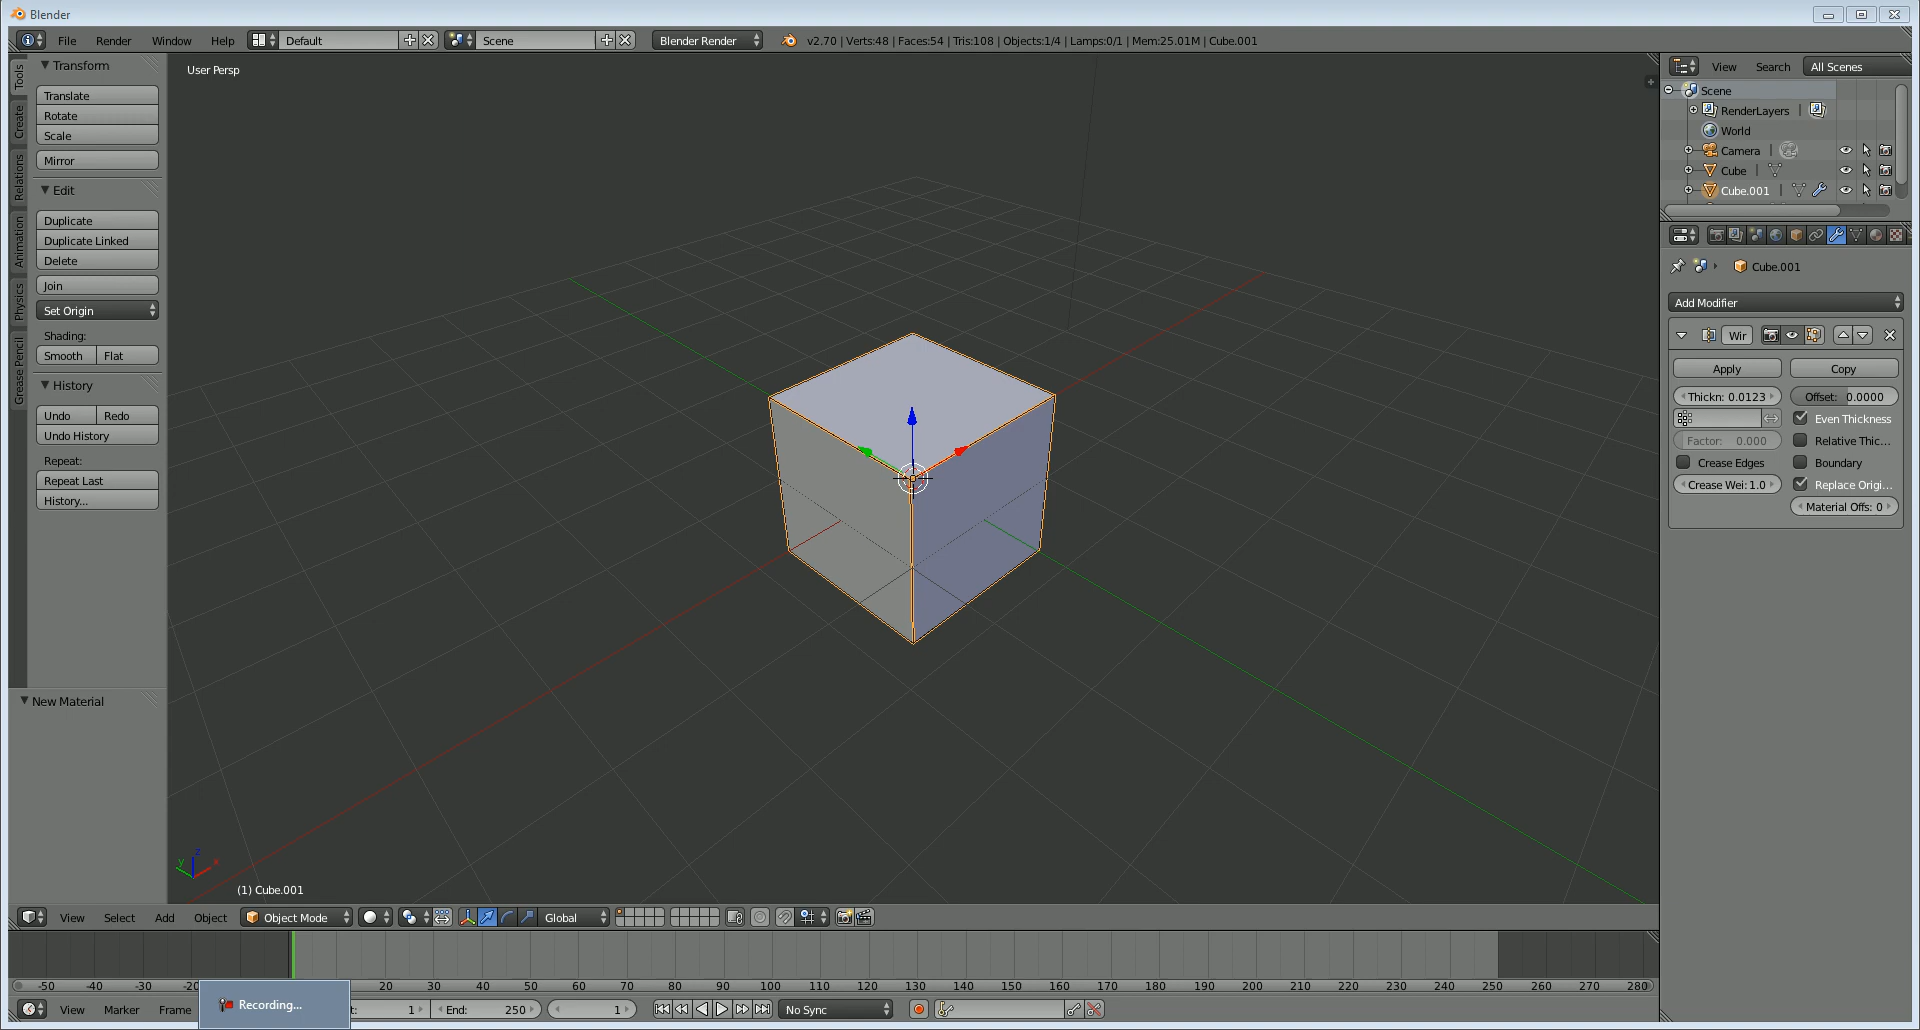 Blender
File Render Window Help Default Scene Blender Render v2.70 | Verts:48 | Faces:54 | Tris:108 | Objects:1/4 | Lamps:0/1 | Mem:25.01M | Cube.001
Tools
Create
Relations
Animation
Physics
Grease Pencil
Transform
Translate
Rotate
Scale
Mirror
Edit
Duplicate
Duplicate Linked
Delete
Join
Set Origin
Shading:
Smooth Flat
History
Undo Redo
Undo History
Repeat:
Repeat Last
History...
New Material
User Persp
z
y x
(1) Cube.001
View Search All Scenes
Scene
RenderLayers |
World
Camera |
Cube |
Cube.001 |
Cube.001
Add Modifier
Wir
Apply Copy
Thickn: 0.0123 Offset: 0.0000
Even Thickness
Factor: 0.000 Relative Thic...
Crease Edges Boundary
Crease Wei: 1.0 Replace Origi...
Material Offs: 0
View Select Add Object Object Mode Global
-50 -40 -30 -20 20 30 40 50 60 70 80 90 100 110 120 130 140 150 160 170 180 190 200 210 220 230 240 250 260 270 280
View Marker Frame Recording... t: 1 End: 250 1 No Sync